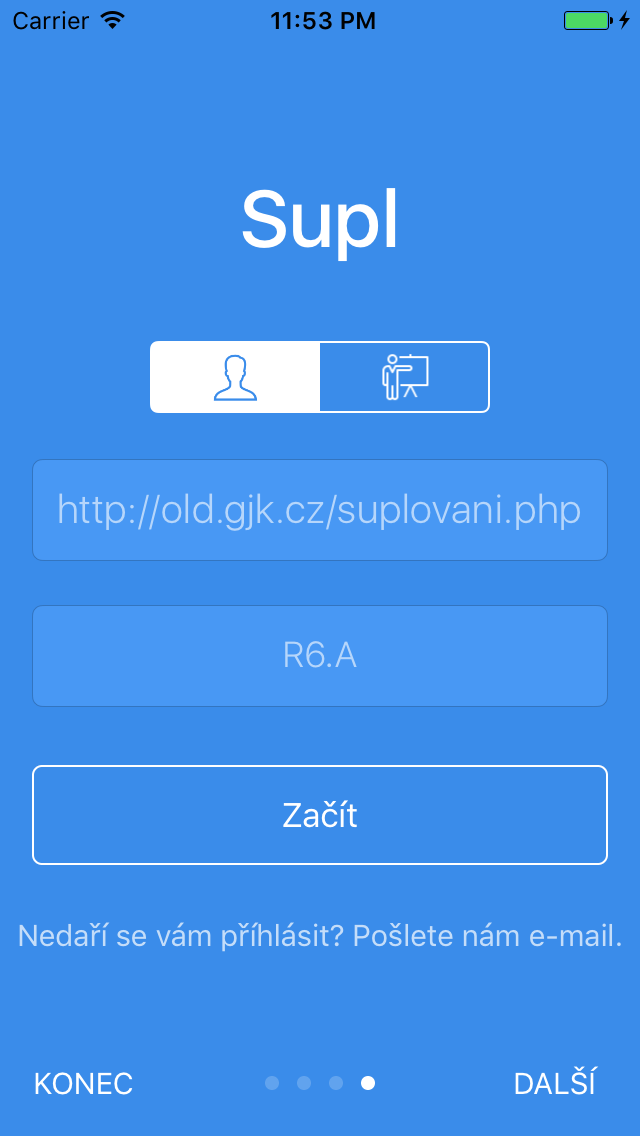 Carrier 11:53 PM
Supl
http://old.gjk.cz/suplovani.php
R6.A
Začít
Nedaří se vám příhlásit? Pošlete nám e-mail.
KONEC DALŠÍ